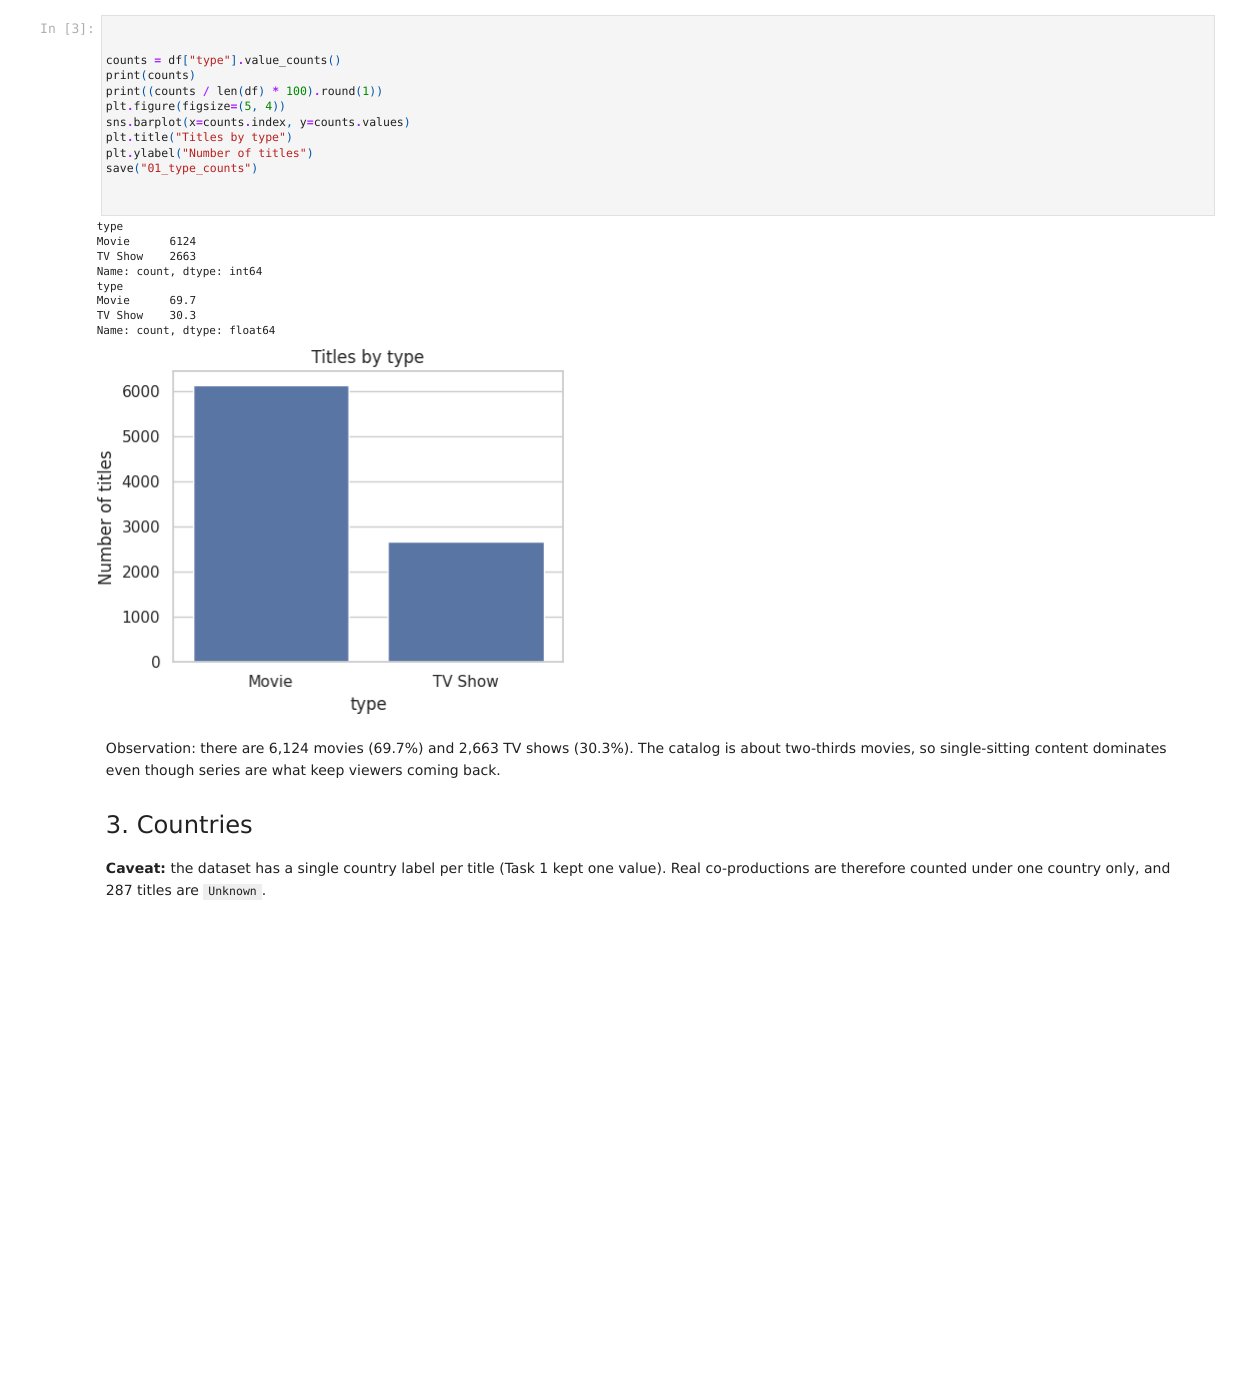 In [3]:
counts = df["type"].value_counts()
print(counts)
print((counts / len(df) * 100).round(1))
plt.figure(figsize=(5, 4))
sns.barplot(x=counts.index, y=counts.values)
plt.title("Titles by type")
plt.ylabel("Number of titles")
save("01_type_counts")
type
Movie      6124
TV Show    2663
Name: count, dtype: int64
type
Movie      69.7
TV Show    30.3
Name: count, dtype: float64
Titles by type
Number of titles
6000
5000
4000
3000
2000
1000
0
Movie TV Show
type
Observation: there are 6,124 movies (69.7%) and 2,663 TV shows (30.3%). The catalog is about two-thirds movies, so single-sitting content dominates
even though series are what keep viewers coming back.
3. Countries
Caveat: the dataset has a single country label per title (Task 1 kept one value). Real co-productions are therefore counted under one country only, and
287 titles are Unknown.